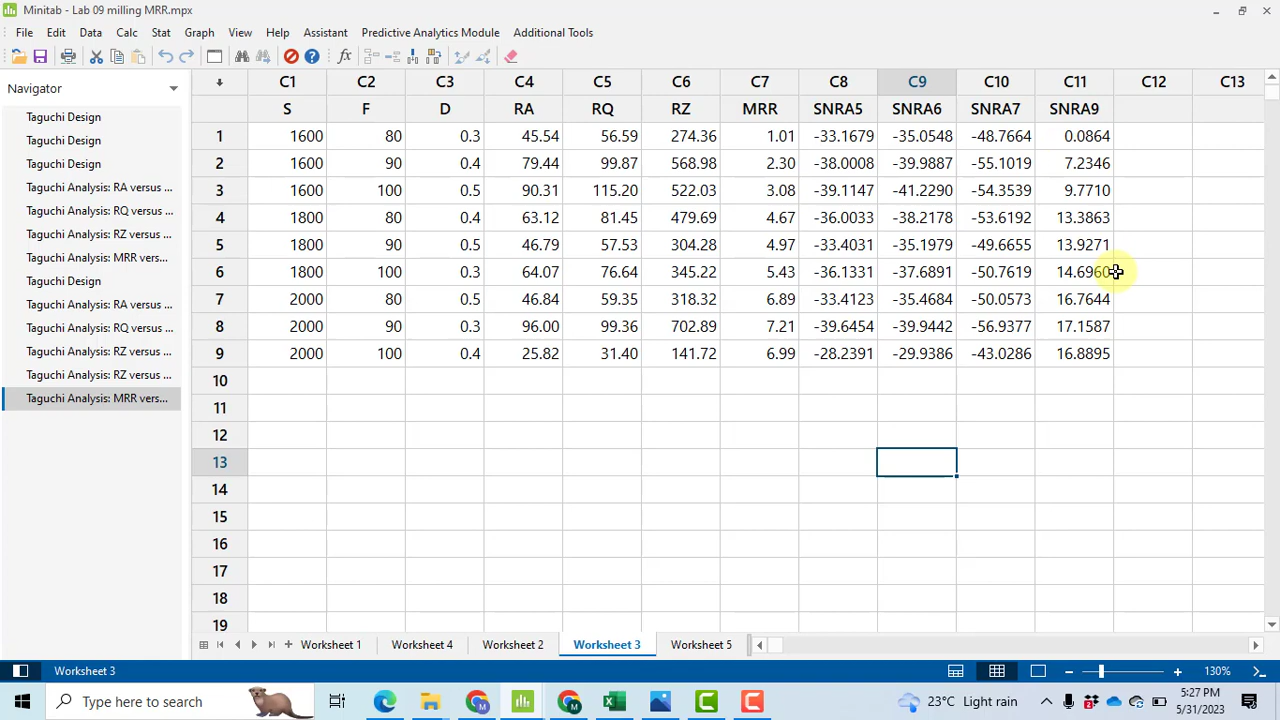 Minitab - Lab 09 milling MRR.mpx
File Edit Data Calc Stat Graph View Help Assistant Predictive Analytics Module Additional Tools
Navigator
Taguchi Design
Taguchi Design
Taguchi Design
Taguchi Analysis: RA versus ...
Taguchi Analysis: RQ versus ...
Taguchi Analysis: RZ versus ...
Taguchi Analysis: MRR vers...
Taguchi Design
Taguchi Analysis: RA versus ...
Taguchi Analysis: RQ versus ...
Taguchi Analysis: RZ versus ...
Taguchi Analysis: RZ versus ...
Taguchi Analysis: MRR vers...
C1 C2 C3 C4 C5 C6 C7 C8 C9 C10 C11 C12 C13
S F D RA RQ RZ MRR SNRA5 SNRA6 SNRA7 SNRA9
1 1600 80 0.3 45.54 56.59 274.36 1.01 -33.1679 -35.0548 -48.7664 0.0864
2 1600 90 0.4 79.44 99.87 568.98 2.30 -38.0008 -39.9887 -55.1019 7.2346
3 1600 100 0.5 90.31 115.20 522.03 3.08 -39.1147 -41.2290 -54.3539 9.7710
4 1800 80 0.4 63.12 81.45 479.69 4.67 -36.0033 -38.2178 -53.6192 13.3863
5 1800 90 0.5 46.79 57.53 304.28 4.97 -33.4031 -35.1979 -49.6655 13.9271
6 1800 100 0.3 64.07 76.64 345.22 5.43 -36.1331 -37.6891 -50.7619 14.6960
7 2000 80 0.5 46.84 59.35 318.32 6.89 -33.4123 -35.4684 -50.0573 16.7644
8 2000 90 0.3 96.00 99.36 702.89 7.21 -39.6454 -39.9442 -56.9377 17.1587
9 2000 100 0.4 25.82 31.40 141.72 6.99 -28.2391 -29.9386 -43.0286 16.8895
10
11
12
13
14
15
16
17
18
19
Worksheet 1 Worksheet 4 Worksheet 2 Worksheet 3 Worksheet 5
Worksheet 3 130%
Type here to search 23°C Light rain 5:27 PM
5/31/2023